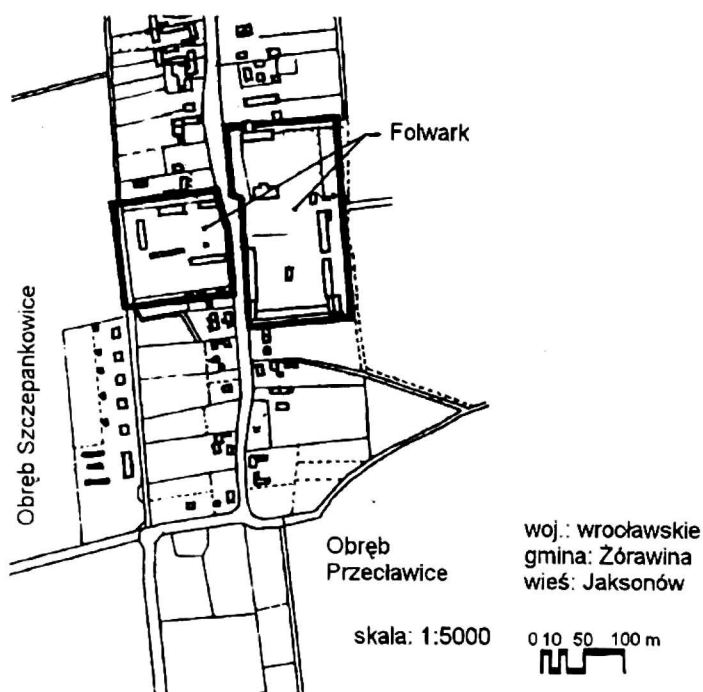 Folwark
Obręb Szczepankowice
Obręb
Przecławice
woj.: wrocławskie
gmina: Żórawina
wieś: Jaksonów
skala: 1:5000
0 10 50 100 m